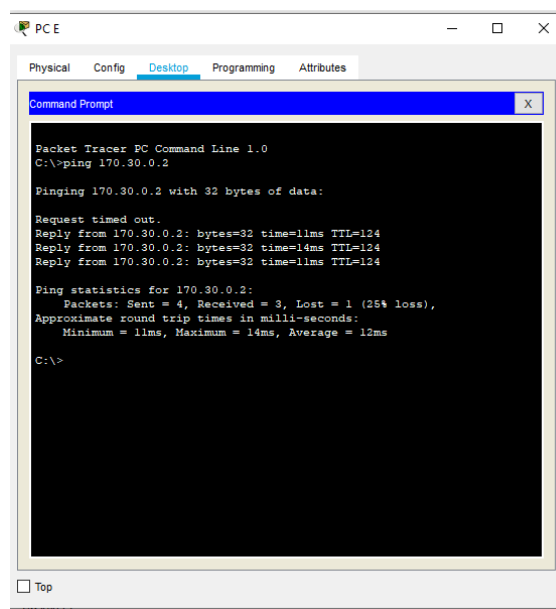 PC E
Physical Config Desktop Programming Attributes
Command Prompt
X
Packet Tracer PC Command Line 1.0
C:\>ping 170.30.0.2
Pinging 170.30.0.2 with 32 bytes of data:
Request timed out.
Reply from 170.30.0.2: bytes=32 time=11ms TTL=124
Reply from 170.30.0.2: bytes=32 time=14ms TTL=124
Reply from 170.30.0.2: bytes=32 time=11ms TTL=124
Ping statistics for 170.30.0.2:
Packets: Sent = 4, Received = 3, Lost = 1 (25% loss),
Approximate round trip times in milli-seconds:
Minimum = 11ms, Maximum = 14ms, Average = 12ms
C:\>
Top